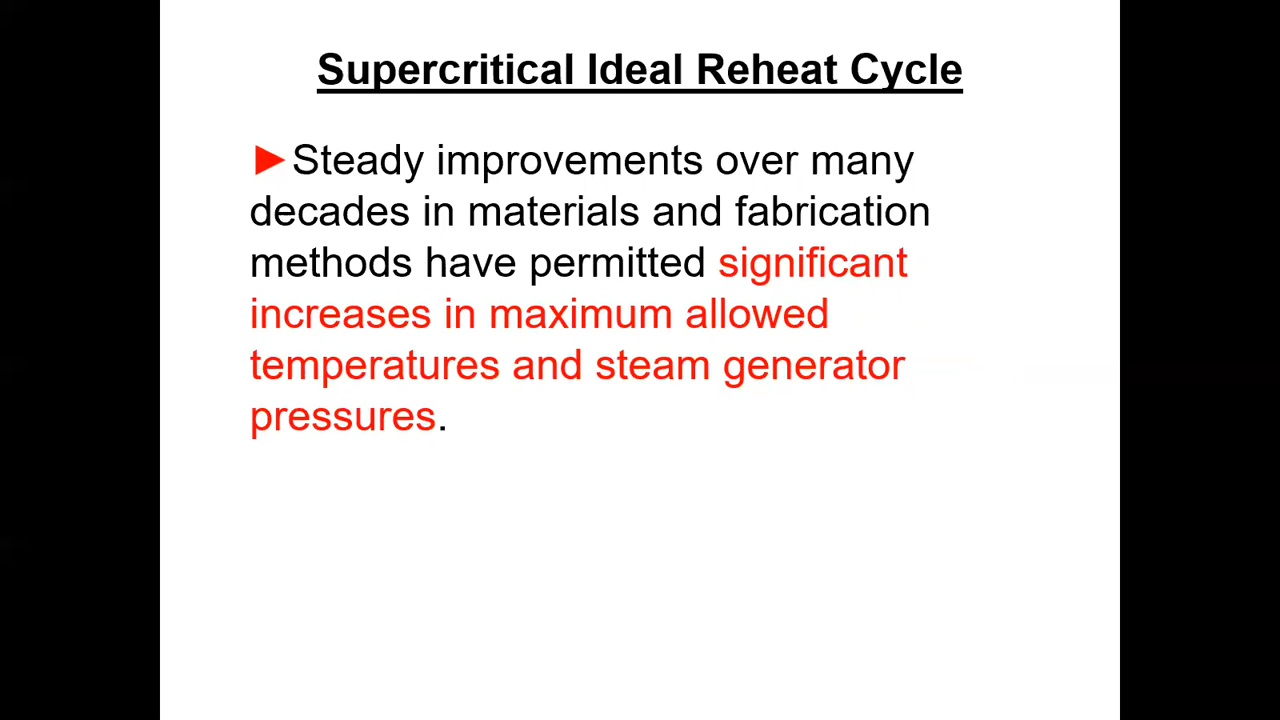 Supercritical Ideal Reheat Cycle
►Steady improvements over many
decades in materials and fabrication
methods have permitted significant
increases in maximum allowed
temperatures and steam generator
pressures.